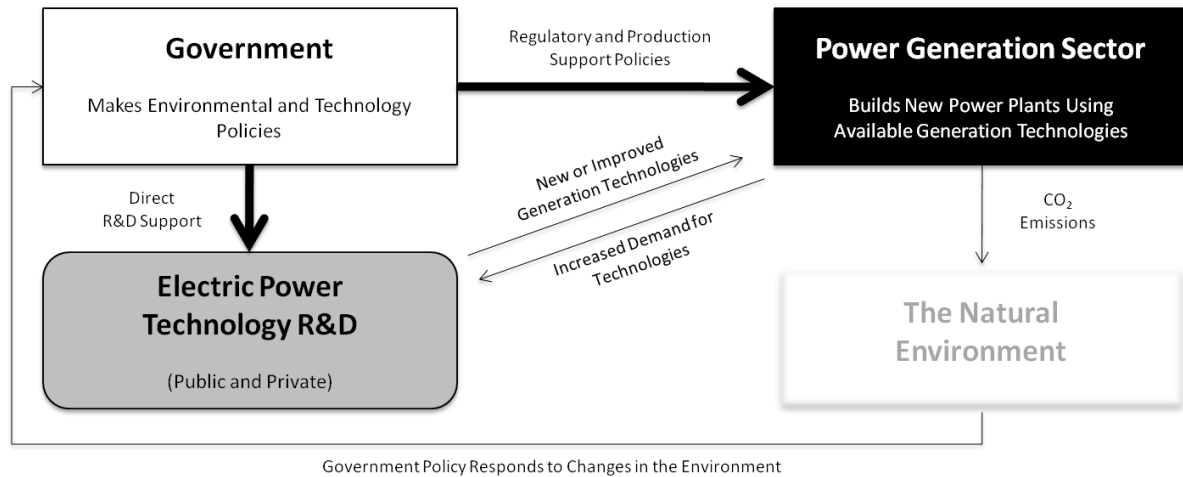 Government
Makes Environmental and Technology
Policies
Regulatory and Production
Support Policies
Power Generation Sector
Builds New Power Plants Using
Available Generation Technologies
Direct
R&D Support
New or Improved
Generation Technologies
Increased Demand for
Technologies
CO₂
Emissions
Electric Power
Technology R&D
(Public and Private)
The Natural
Environment
Government Policy Responds to Changes in the Environment